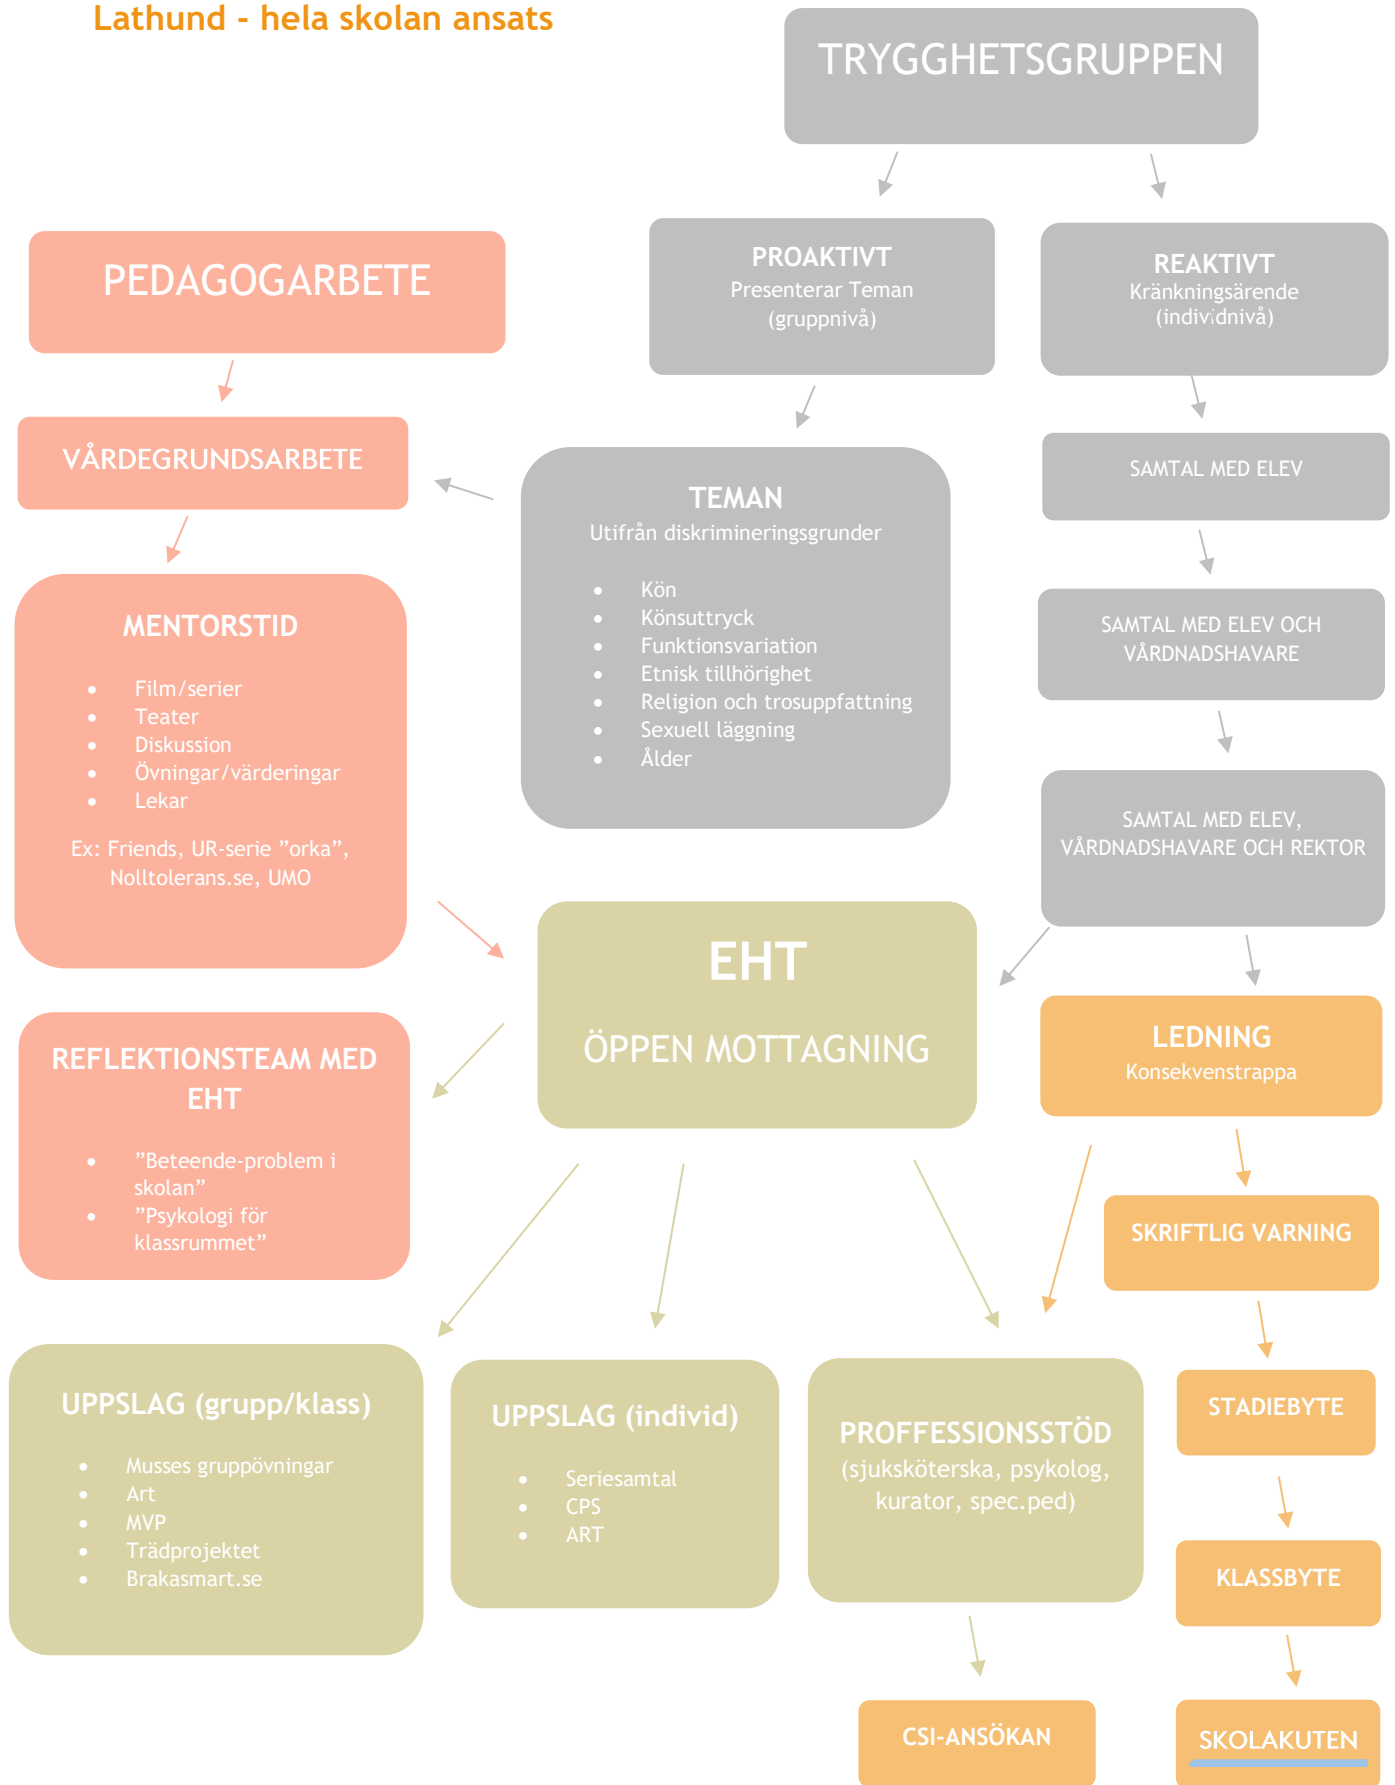 Lathund - hela skolan ansats
TRYGGHETSGRUPPEN
PROAKTIVT
Presenterar Teman
(gruppnivå)
REAKTIVT
Kränkningsärende
(individnivå)
PEDAGOGARBETE
VÅRDEGRUNDSARBETE
SAMTAL MED ELEV
TEMAN
Utifrån diskrimineringsgrunder
• Kön
• Könsuttryck
• Funktionsvariation
• Etnisk tillhörighet
• Religion och trosuppfattning
• Sexuell läggning
• Ålder
SAMTAL MED ELEV OCH
VÅRDNADSHAVARE
MENTORSTID
• Film/serier
• Teater
• Diskussion
• Övningar/värderingar
• Lekar
Ex: Friends, UR-serie ”orka”,
Nolltolerans.se, UMO
SAMTAL MED ELEV,
VÅRDNADSHAVARE OCH REKTOR
EHT
ÖPPEN MOTTAGNING
LEDNING
Konsekvenstrappa
REFLEKTIONSTEAM MED
EHT
• ”Beteende-problem i
skolan”
• ”Psykologi för
klassrummet”
SKRIFTLIG VARNING
UPPSLAG (grupp/klass)
• Musses gruppövningar
• Art
• MVP
• Trädprojektet
• Brakasmart.se
UPPSLAG (individ)
• Seriesamtal
• CPS
• ART
PROFFESSIONSSTÖD
(sjuksköterska, psykolog,
kurator, spec.ped)
STADIEBYTE
KLASSBYTE
CSI-ANSÖKAN
SKOLAKUTEN